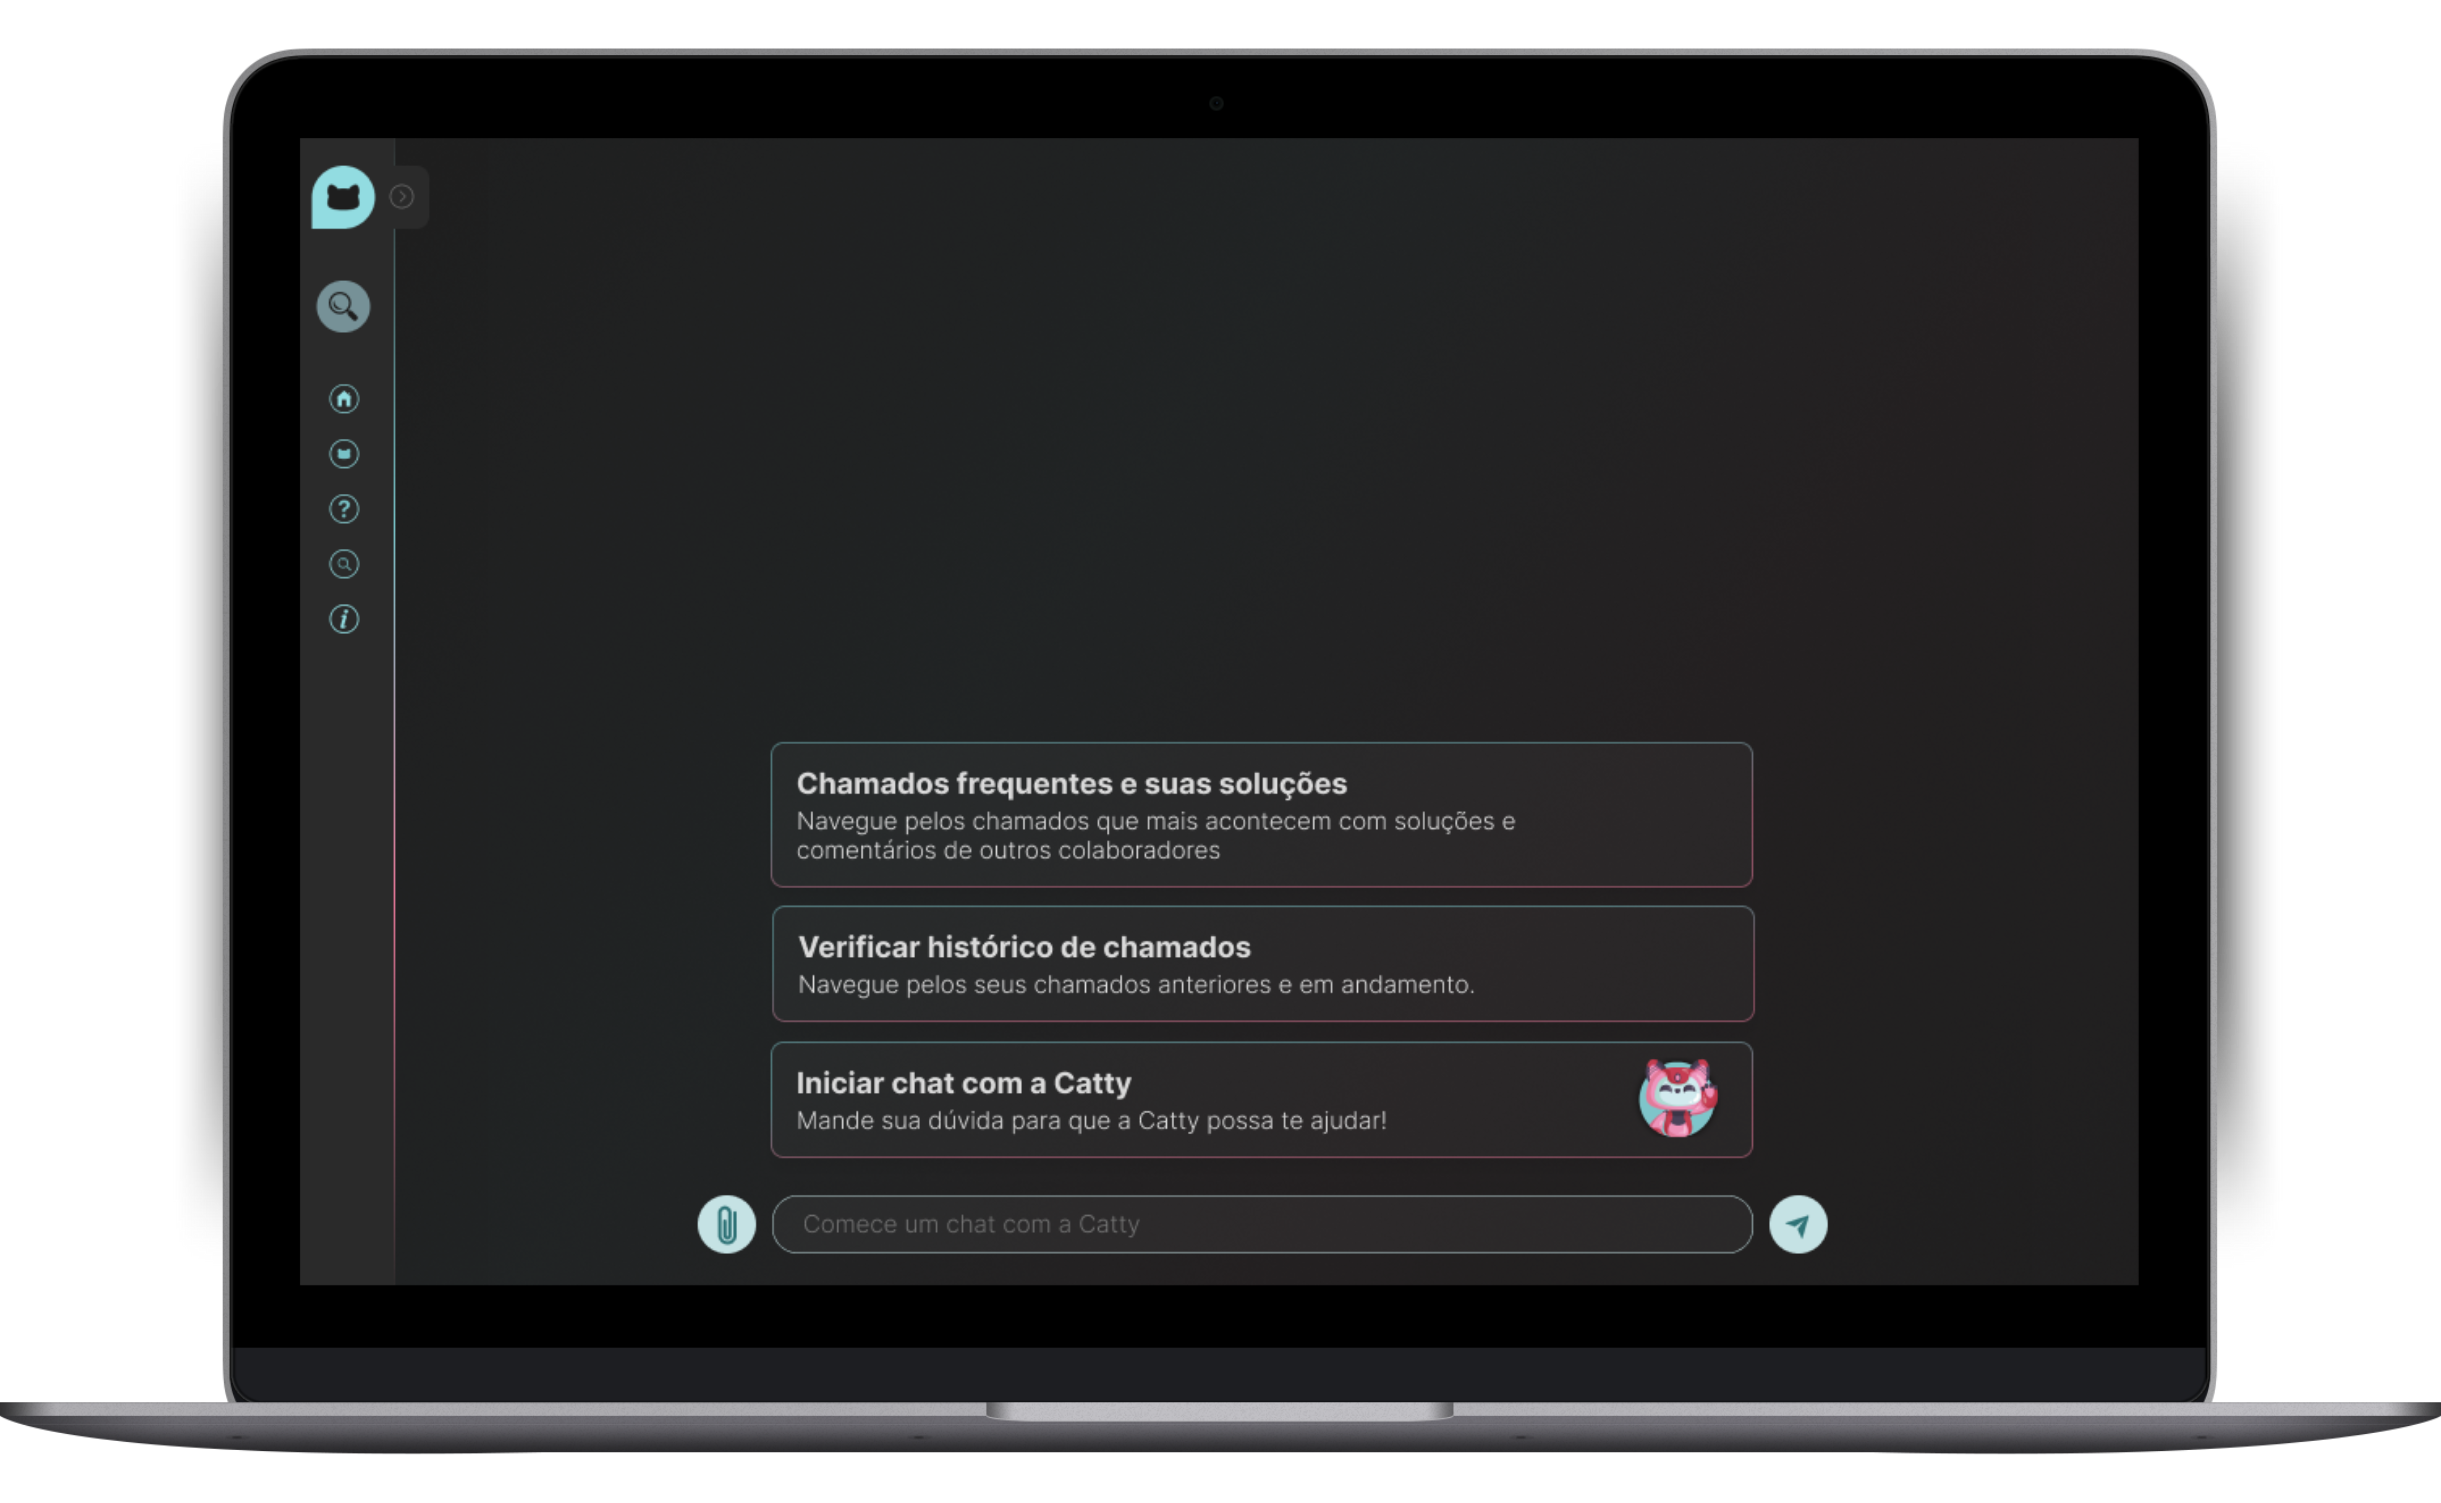 Chamados frequentes e suas soluções
Navegue pelos chamados que mais acontecem com soluções e
comentários de outros colaboradores
Verificar histórico de chamados
Navegue pelos seus chamados anteriores e em andamento.
Iniciar chat com a Catty
Mande sua dúvida para que a Catty possa te ajudar!
Comece um chat com a Catty